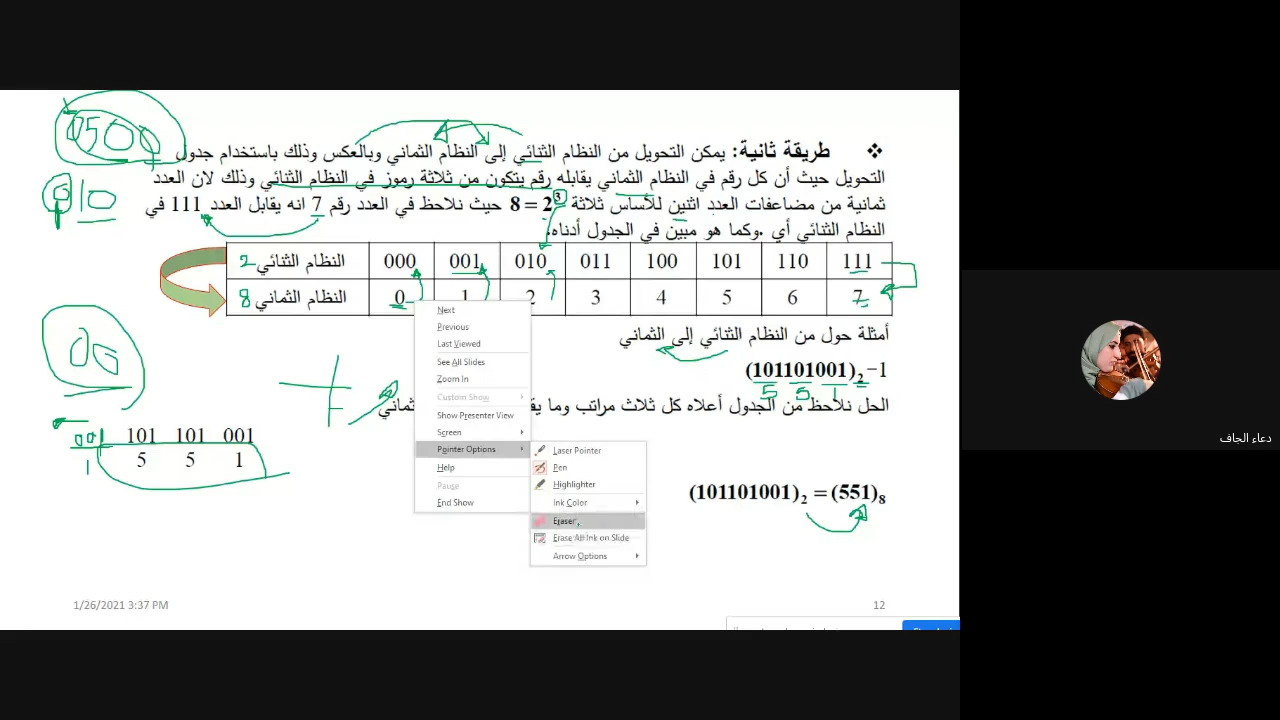 ❖ طريقة ثانية: يمكن التحويل من النظام الثنائي إلى النظام الثماني وبالعكس وذلك باستخدام جدول
التحويل حيث أن كل رقم في النظام الثماني يقابله رقم يتكون من ثلاثة رموز في النظام الثنائي وذلك لان العدد
ثمانية من مضاعفات العدد اثنين للأساس ثلاثة 8 = 2³ حيث نلاحظ في العدد رقم 7 انه يقابل العدد 111 في
النظام الثنائي أي .وكما هو مبين في الجدول أدناه.
النظام الثنائي 2 000 001 010 011 100 101 110 111
النظام الثماني 8 0 1 2 3 4 5 6 7
أمثلة حول من النظام الثنائي إلى الثماني
1- (101101001)₂
5 5 1
الحل نلاحظ من الجدول أعلاه كل ثلاث مراتب وما
001 101 101 001
1 5 5 1
(101101001)₂ = (551)₈
Next
Previous
Last Viewed
See All Slides
Zoom In
Custom Show
Show Presenter View
Screen
Pointer Options
Help
Pause
End Show
Laser Pointer
Pen
Highlighter
Ink Color
Eraser
Erase All Ink on Slide
Arrow Options
1/26/2021 3:37 PM
12
دعاء الجاف